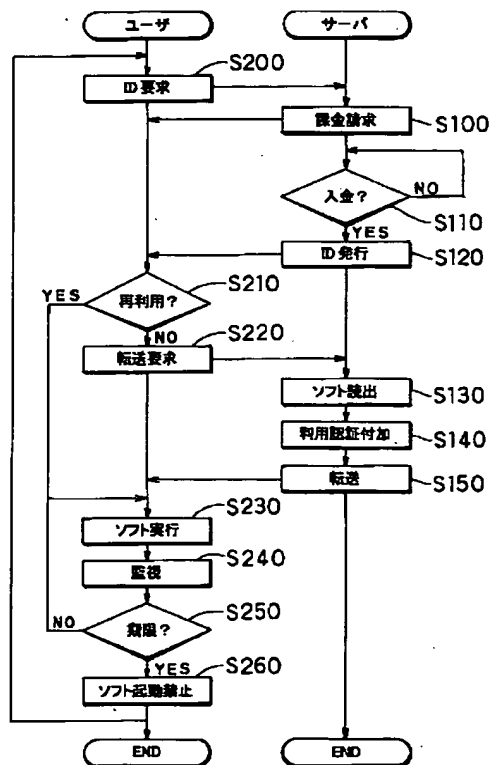 ユーザ
サーバ
S200
ID要求
課金請求
S100
入金?
NO
S110
YES
ID発行
S120
YES
再利用?
S210
NO
S220
転送要求
ソフト読出
S130
利用認証付加
S140
転送
S150
S230
ソフト実行
S240
監視
S250
期限?
NO
YES
S260
ソフト起動禁止
END
END